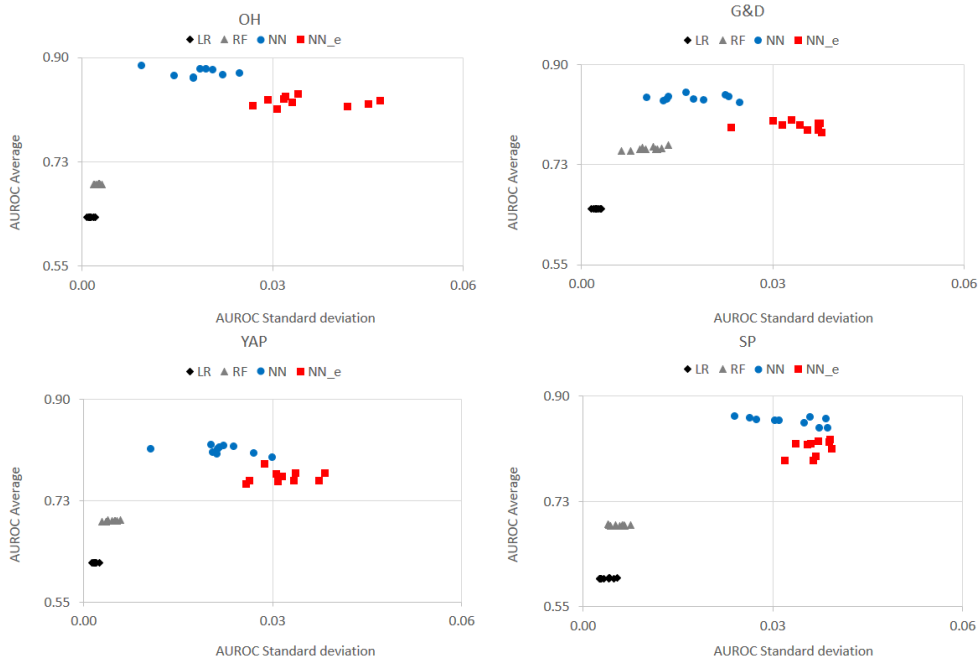 OH
LR RF NN NN_e
0.90
0.73
0.55
AUROC Average
0.00 0.03 0.06
AUROC Standard deviation
G&D
LR RF NN NN_e
0.90
0.73
0.55
AUROC Average
0.00 0.03 0.06
AUROC Standard deviation
YAP
LR RF NN NN_e
0.90
0.73
0.55
AUROC Average
0.00 0.03 0.06
AUROC Standard deviation
SP
LR RF NN NN_e
0.90
0.73
0.55
AUROC Average
0.00 0.03 0.06
AUROC Standard deviation